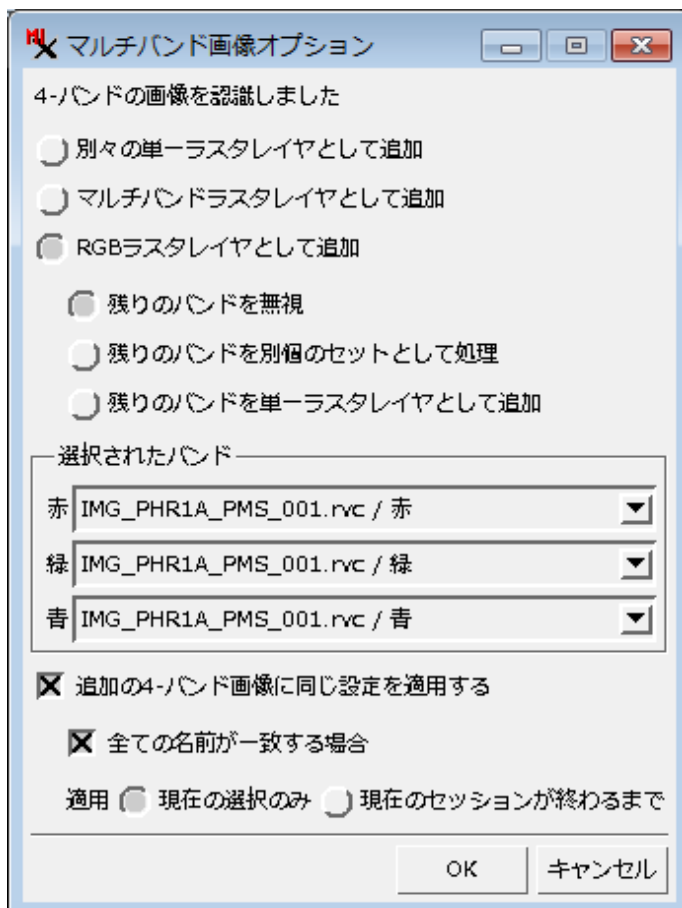 マルチバンド画像オプション
4-バンドの画像を認識しました
別々の単一ラスタレイヤとして追加
マルチバンドラスタレイヤとして追加
RGBラスタレイヤとして追加
残りのバンドを無視
残りのバンドを別個のセットとして処理
残りのバンドを単一ラスタレイヤとして追加
選択されたバンド
赤 IMG_PHR1A_PMS_001.rvc / 赤
緑 IMG_PHR1A_PMS_001.rvc / 緑
青 IMG_PHR1A_PMS_001.rvc / 青
追加の4-バンド画像に同じ設定を適用する
全ての名前が一致する場合
適用 現在の選択のみ 現在のセッションが終わるまで
OK キャンセル